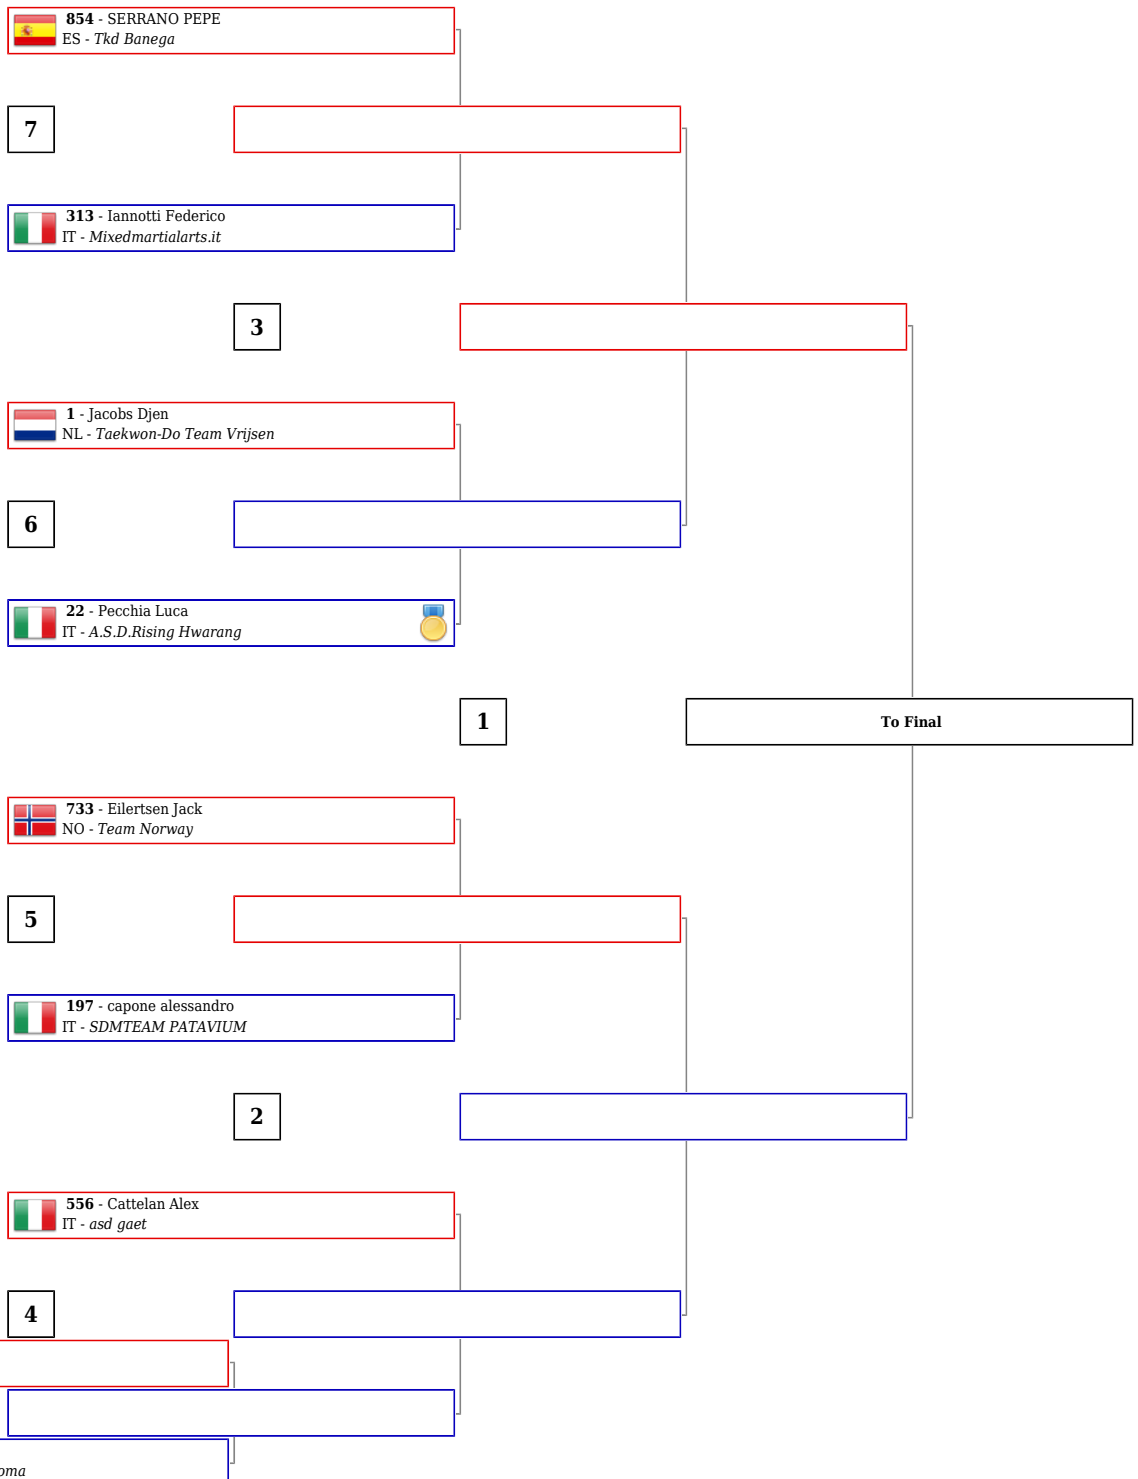 854 - SERRANO PEPE
ES - Tkd Banega
7
313 - Iannotti Federico
IT - Mixedmartialarts.it
3
1 - Jacobs Djen
NL - Taekwon-Do Team Vrijsen
6
22 - Pecchia Luca
IT - A.S.D.Rising Hwarang
1
To Final
733 - Eilertsen Jack
NO - Team Norway
5
197 - capone alessandro
IT - SDMTEAM PATAVIUM
2
556 - Cattelan Alex
IT - asd gaet
4